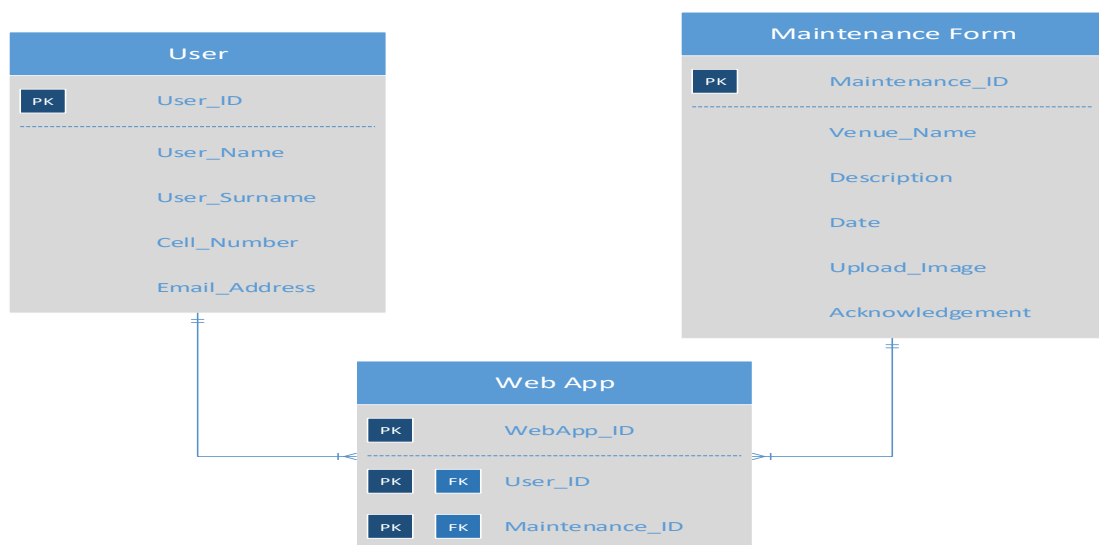 User
PK User_ID
User_Name
User_Surname
Cell_Number
Email_Address
Maintenance Form
PK Maintenance_ID
Venue_Name
Description
Date
Upload_Image
Acknowledgement
Web App
PK WebApp_ID
PK FK User_ID
PK FK Maintenance_ID